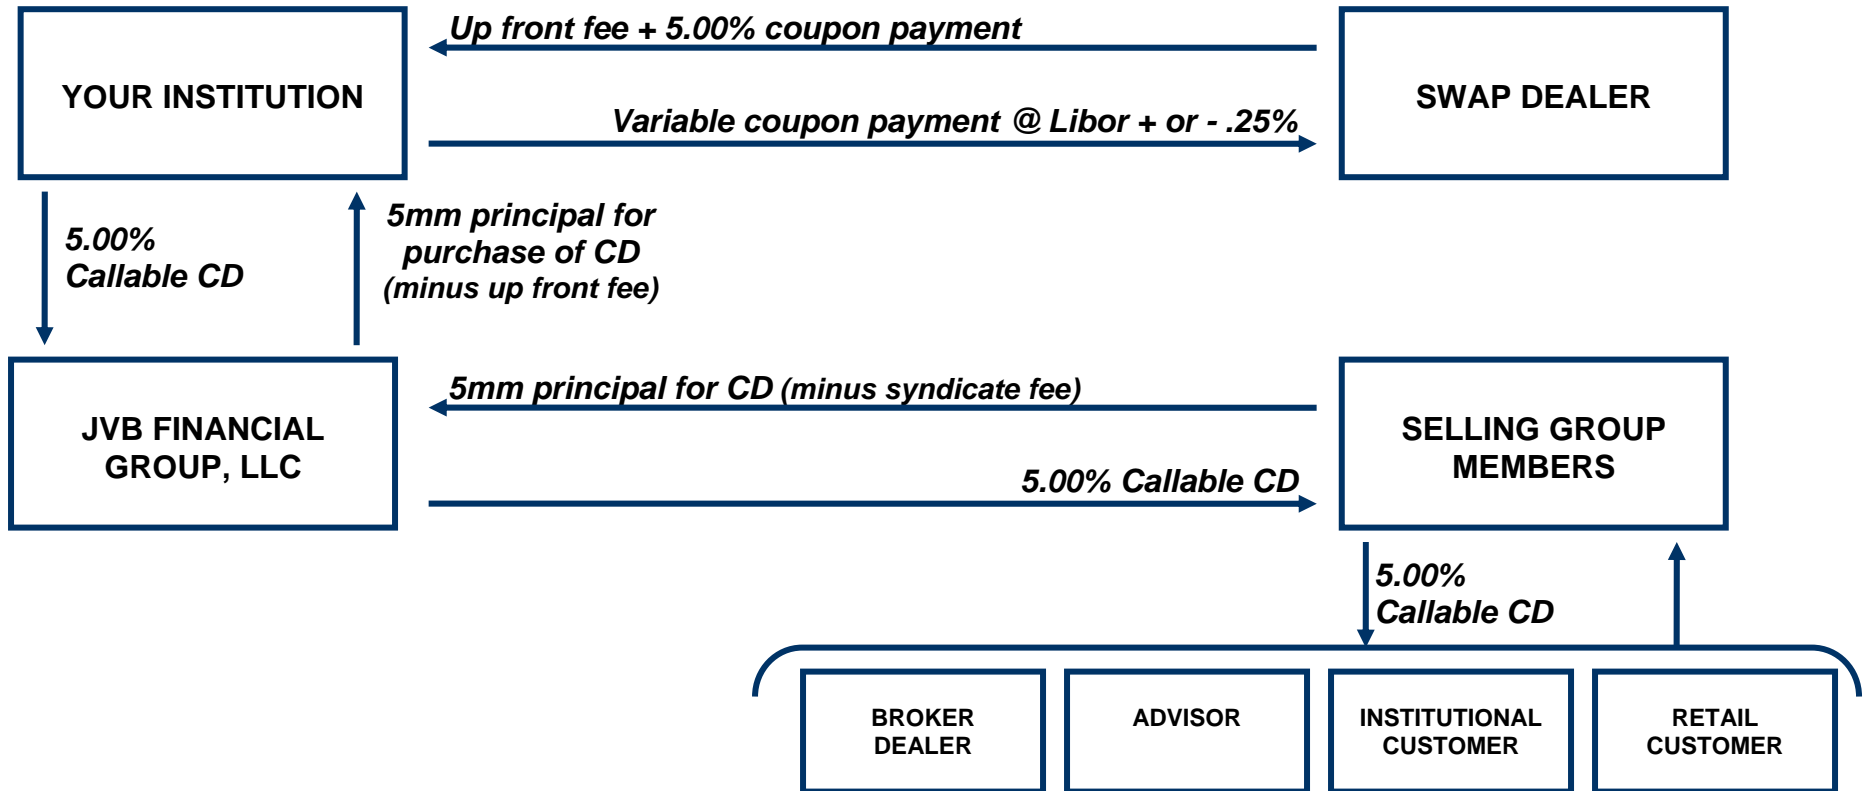 Up front fee + 5.00% coupon payment
YOUR INSTITUTION
SWAP DEALER
Variable coupon payment @ Libor + or - .25%
5.00%
Callable CD
5mm principal for
purchase of CD
(minus up front fee)
5mm principal for CD (minus syndicate fee)
JVB FINANCIAL
GROUP, LLC
SELLING GROUP
MEMBERS
5.00% Callable CD
5.00%
Callable CD
BROKER
DEALER
ADVISOR
INSTITUTIONAL
CUSTOMER
RETAIL
CUSTOMER